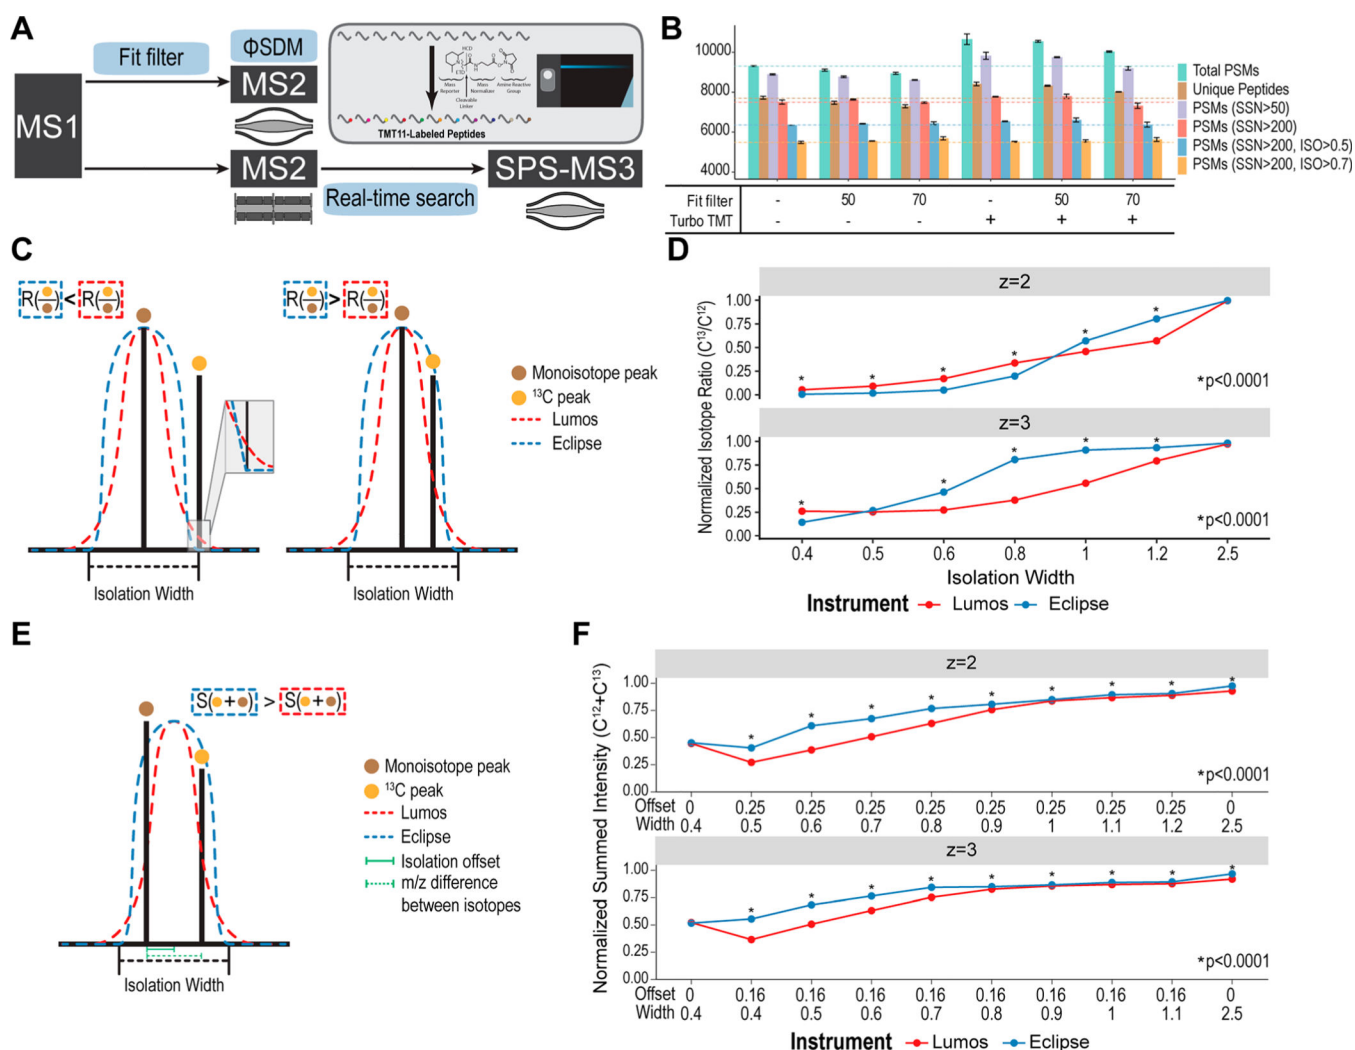 A
Fit filter
ΦSDM
MS1
MS2
MS2
Real-time search
SPS-MS3
HCD
ETD
Mass
Reporter
Cleavable
Linker
Mass
Normalizer
Amine Reactive
Group
TMT11-Labeled Peptides
B
10000
8000
6000
4000
Total PSMs
Unique Peptides
PSMs (SSN>50)
PSMs (SSN>200)
PSMs (SSN>200, ISO>0.5)
PSMs (SSN>200, ISO>0.7)
Fit filter - 50 70 - 50 70
Turbo TMT - - - + + +
C
R( ) < R( )
R( ) > R( )
Monoisotope peak
¹³C peak
Lumos
Eclipse
Isolation Width
Isolation Width
D
Normalized Isotope Ratio (C¹³/C¹²)
z=2
1.00
0.75
0.50
0.25
0.00
* * * * * *
*p<0.0001
z=3
1.00
0.75
0.50
0.25
0.00
* * * * *
*p<0.0001
0.4 0.5 0.6 0.8 1 1.2 2.5
Isolation Width
Instrument Lumos Eclipse
E
S( + ) > S( + )
Monoisotope peak
¹³C peak
Lumos
Eclipse
Isolation offset
m/z difference
between isotopes
Isolation Width
F
Normalized Summed Intensity (C¹²+C¹³)
z=2
1.00
0.75
0.50
0.25
0.00
* * * * * * * * *
*p<0.0001
Offset 0 0.25 0.25 0.25 0.25 0.25 0.25 0.25 0.25 0
Width 0.4 0.5 0.6 0.7 0.8 0.9 1 1.1 1.2 2.5
z=3
1.00
0.75
0.50
0.25
0.00
* * * * * * * * *
*p<0.0001
Offset 0 0.16 0.16 0.16 0.16 0.16 0.16 0.16 0.16 0
Width 0.4 0.4 0.5 0.6 0.7 0.8 0.9 1 1.1 2.5
Instrument Lumos Eclipse